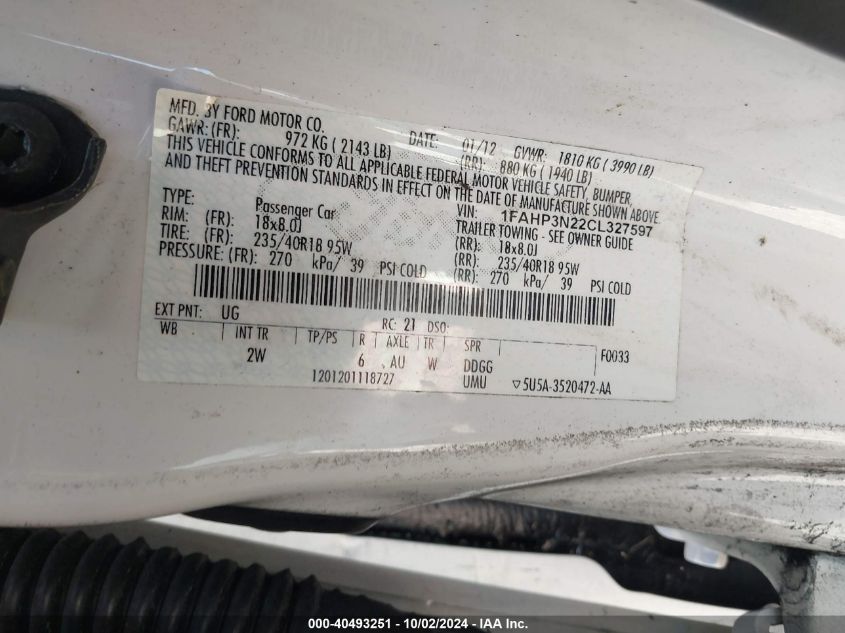 MFD. BY FORD MOTOR CO.
DATE: 01/12 GVWR: 1810 KG ( 3990 LB)
GAWR: (FR): 972 KG ( 2143 LB) (RR): 880 KG ( 1940 LB)
THIS VEHICLE CONFORMS TO ALL APPLICABLE FEDERAL MOTOR VEHICLE SAFETY, BUMPER,
AND THEFT PREVENTION STANDARDS IN EFFECT ON THE DATE OF MANUFACTURE SHOWN ABOVE
VIN: 1FAHP3N22CL327597
TYPE: Passenger Car TRAILER TOWING - SEE OWNER GUIDE
RIM: (FR): 18x8.0J (RR): 18x8.0J
TIRE: (FR): 235/40R18 95W (RR): 235/40R18 95W
PRESSURE: (FR): 270 kPa/ 39 PSI COLD (RR): 270 kPa/ 39 PSI COLD
EXT PNT: UG RC: 21 DSO:
WB INT TR TP/PS R AXLE TR SPR F0033
2W 6 AU W DDGG
1201201118727 UMU ▽5U5A-3520472-AA
000-40493251 - 10/02/2024 - IAA Inc.